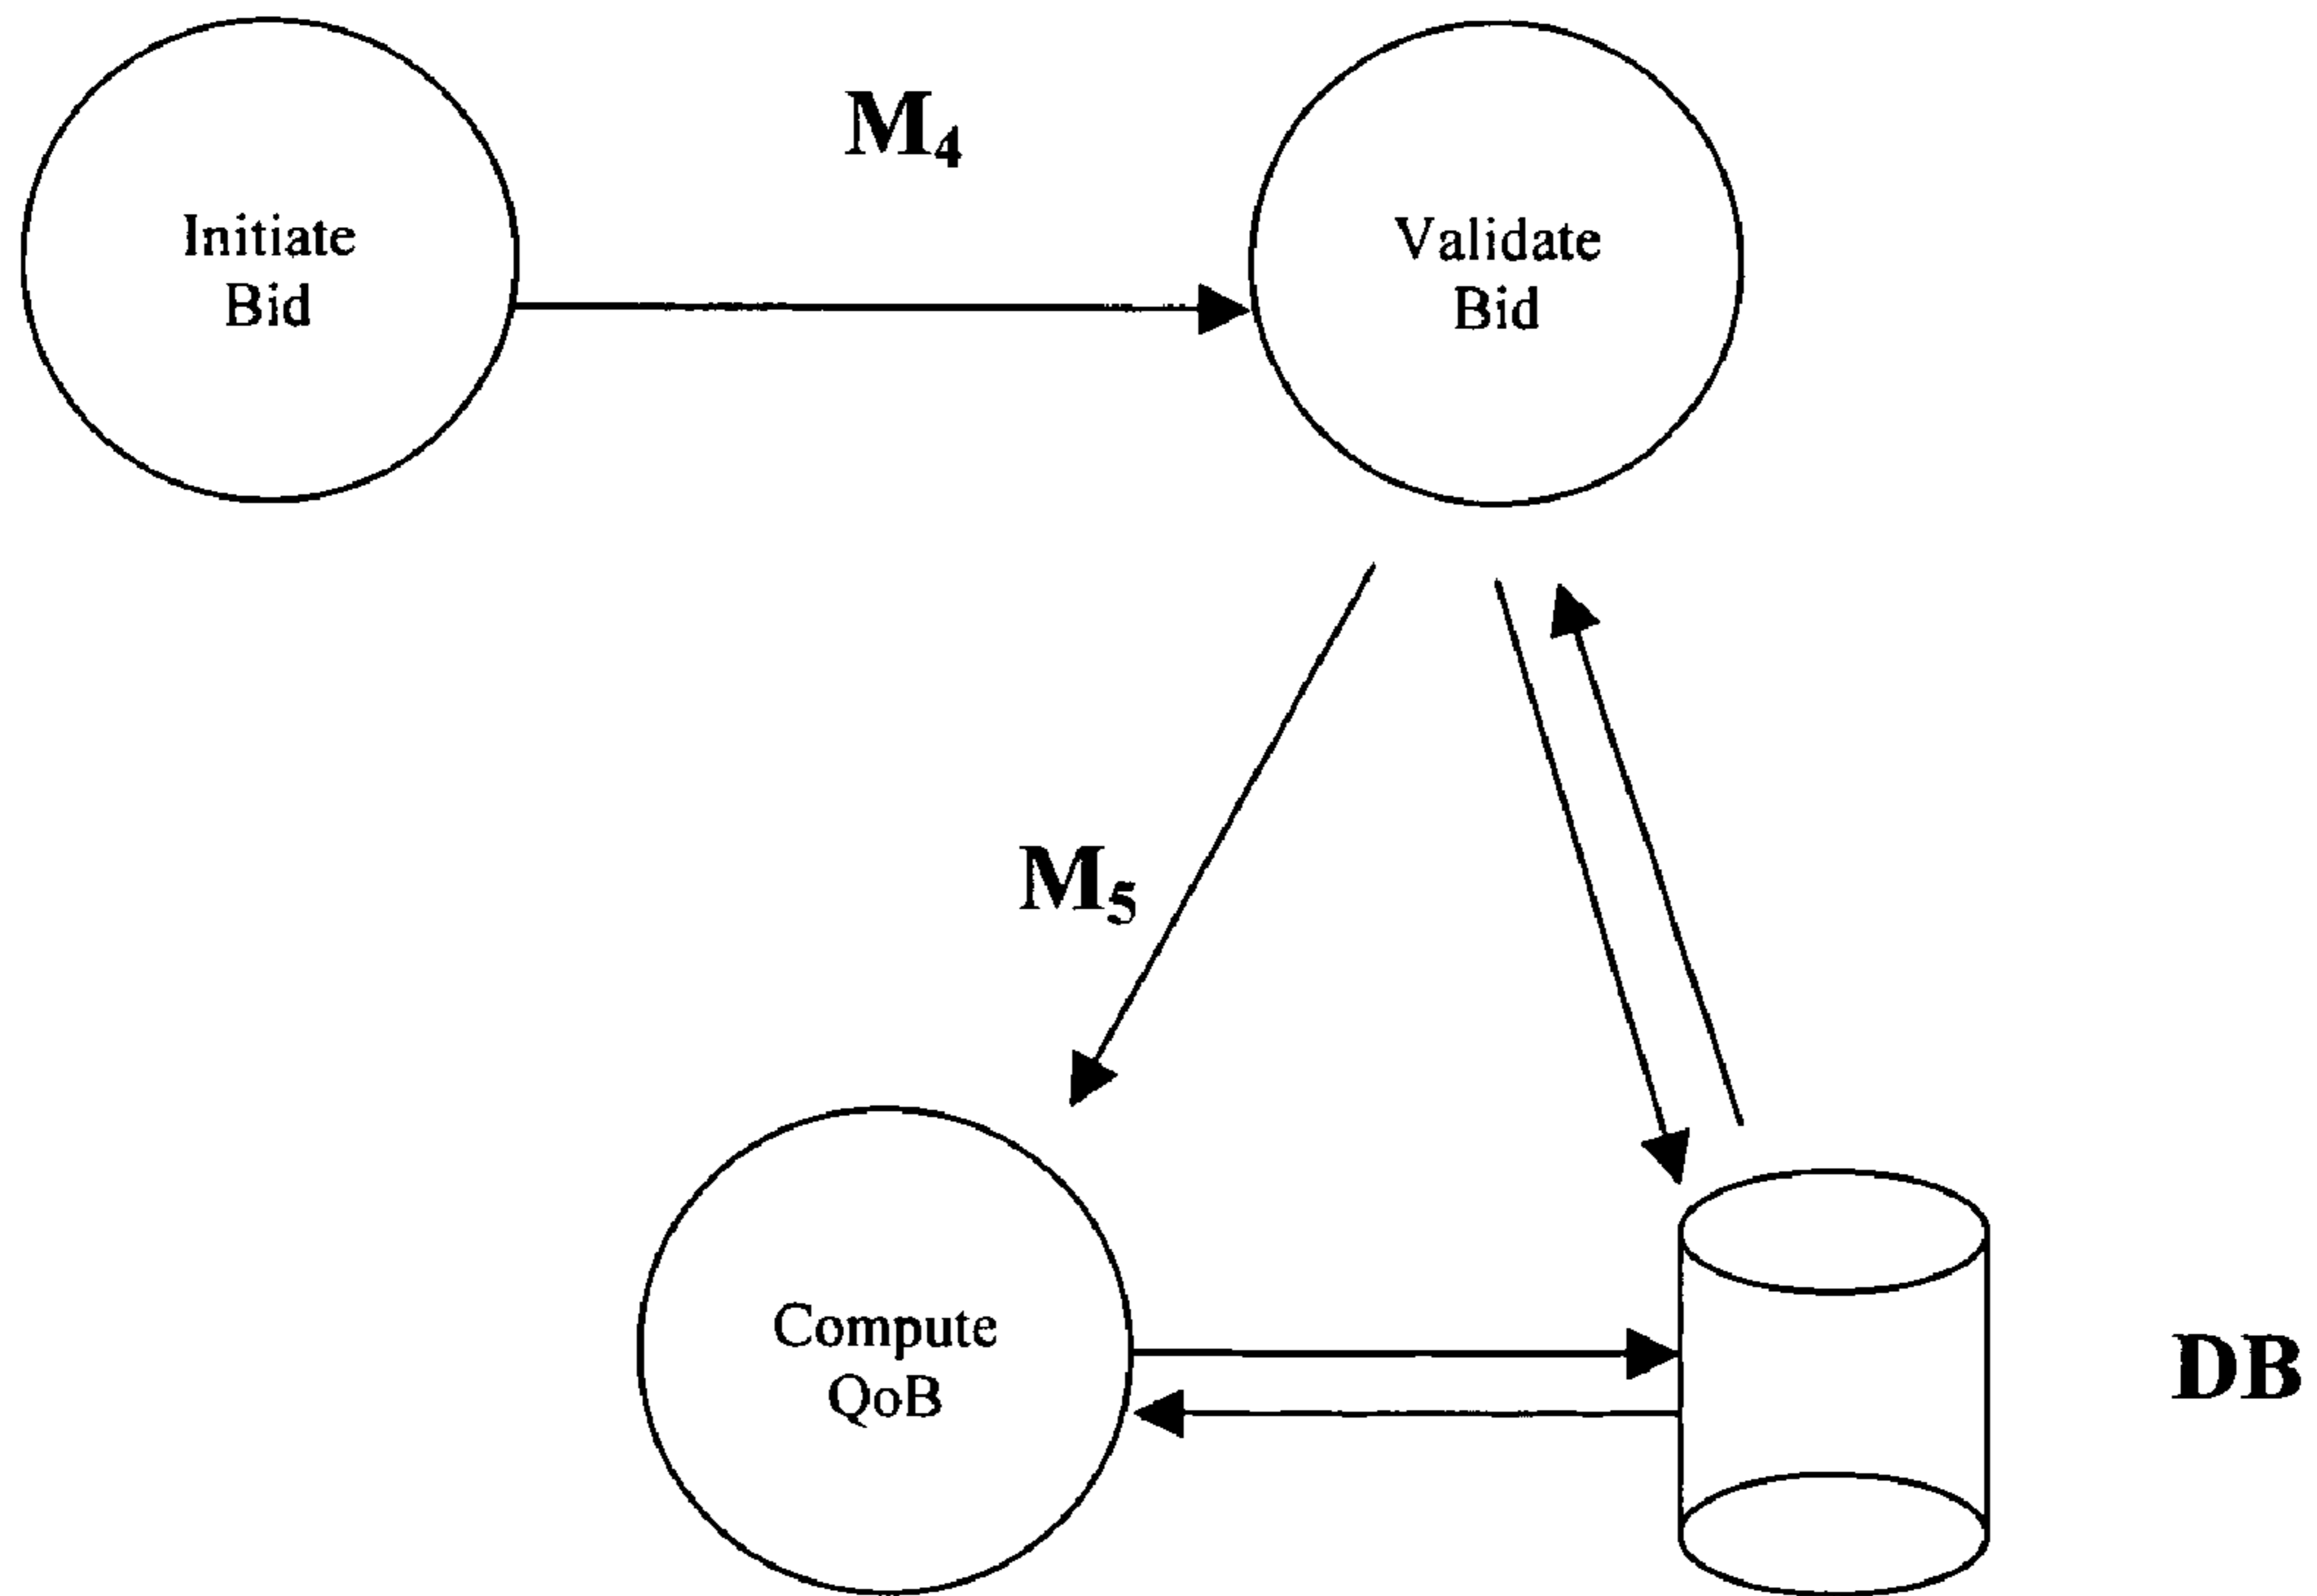 M₄
Initiate
Bid
Validate
Bid
M₅
Compute
QoB
DB